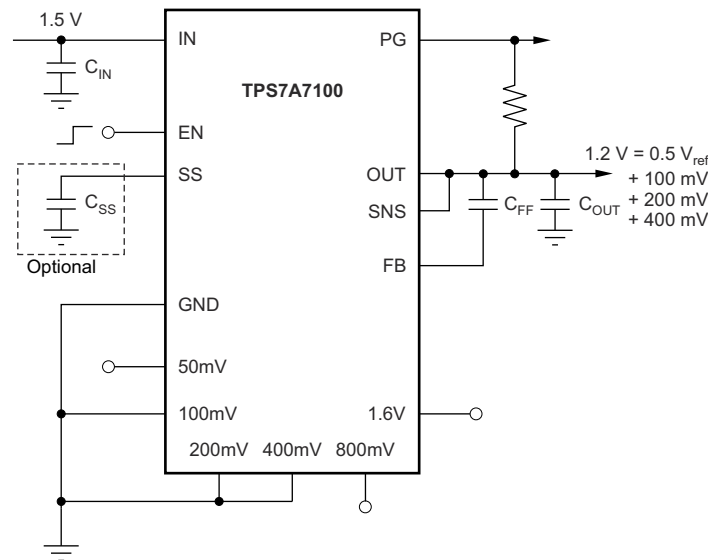 1.5 V
IN
PG
C_IN
TPS7A7100
EN
SS
OUT
1.2 V = 0.5 V_ref
+ 100 mV
+ 200 mV
+ 400 mV
C_SS
SNS
C_FF
C_OUT
Optional
FB
GND
50mV
100mV
1.6V
200mV 400mV 800mV